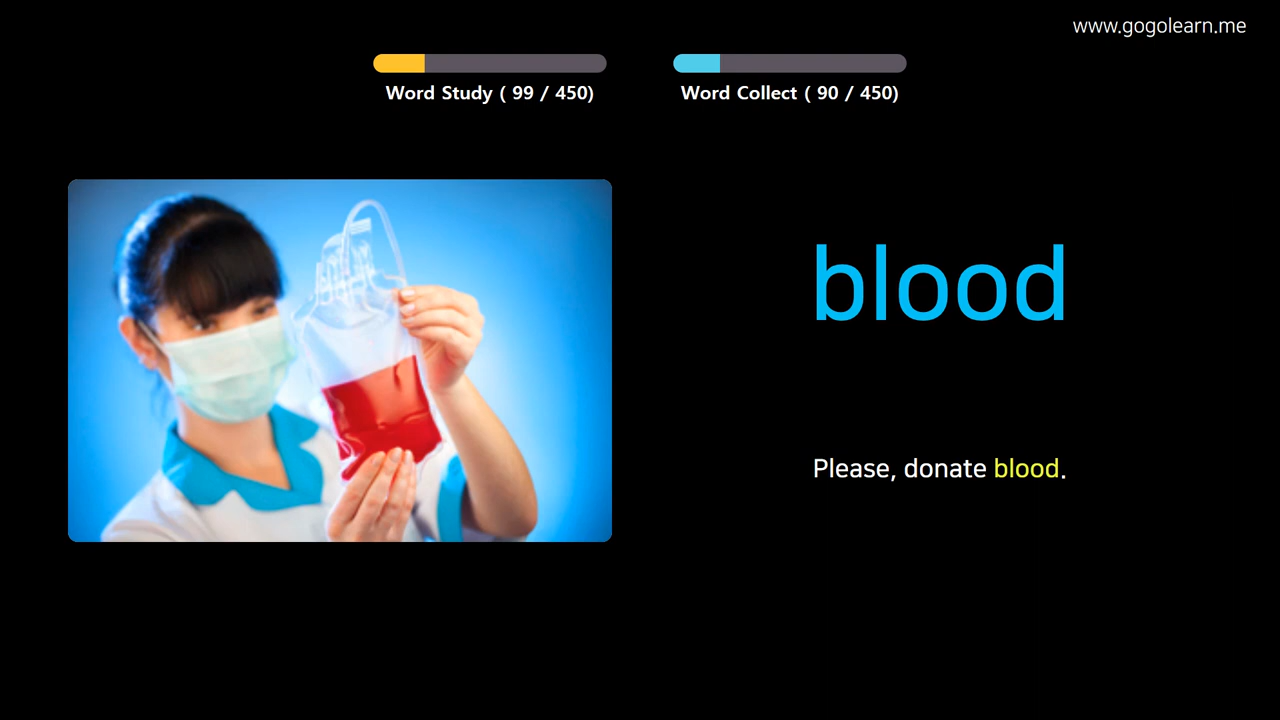 www.gogolearn.me
Word Study ( 99 / 450)
Word Collect ( 90 / 450)
blood
Please, donate blood.